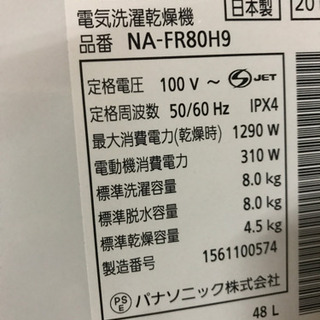 電気洗濯乾燥機
日本製 201
品番 NA-FR80H9
定格電圧 100 V ～ S JET
定格周波数 50/60 Hz IPX4
最大消費電力(乾燥時) 1290 W
電動機消費電力 310 W
標準洗濯容量 8.0 kg
標準脱水容量 8.0 kg
標準乾燥容量 4.5 kg
製造番号 1561100574
PS E パナソニック株式会社
48 L